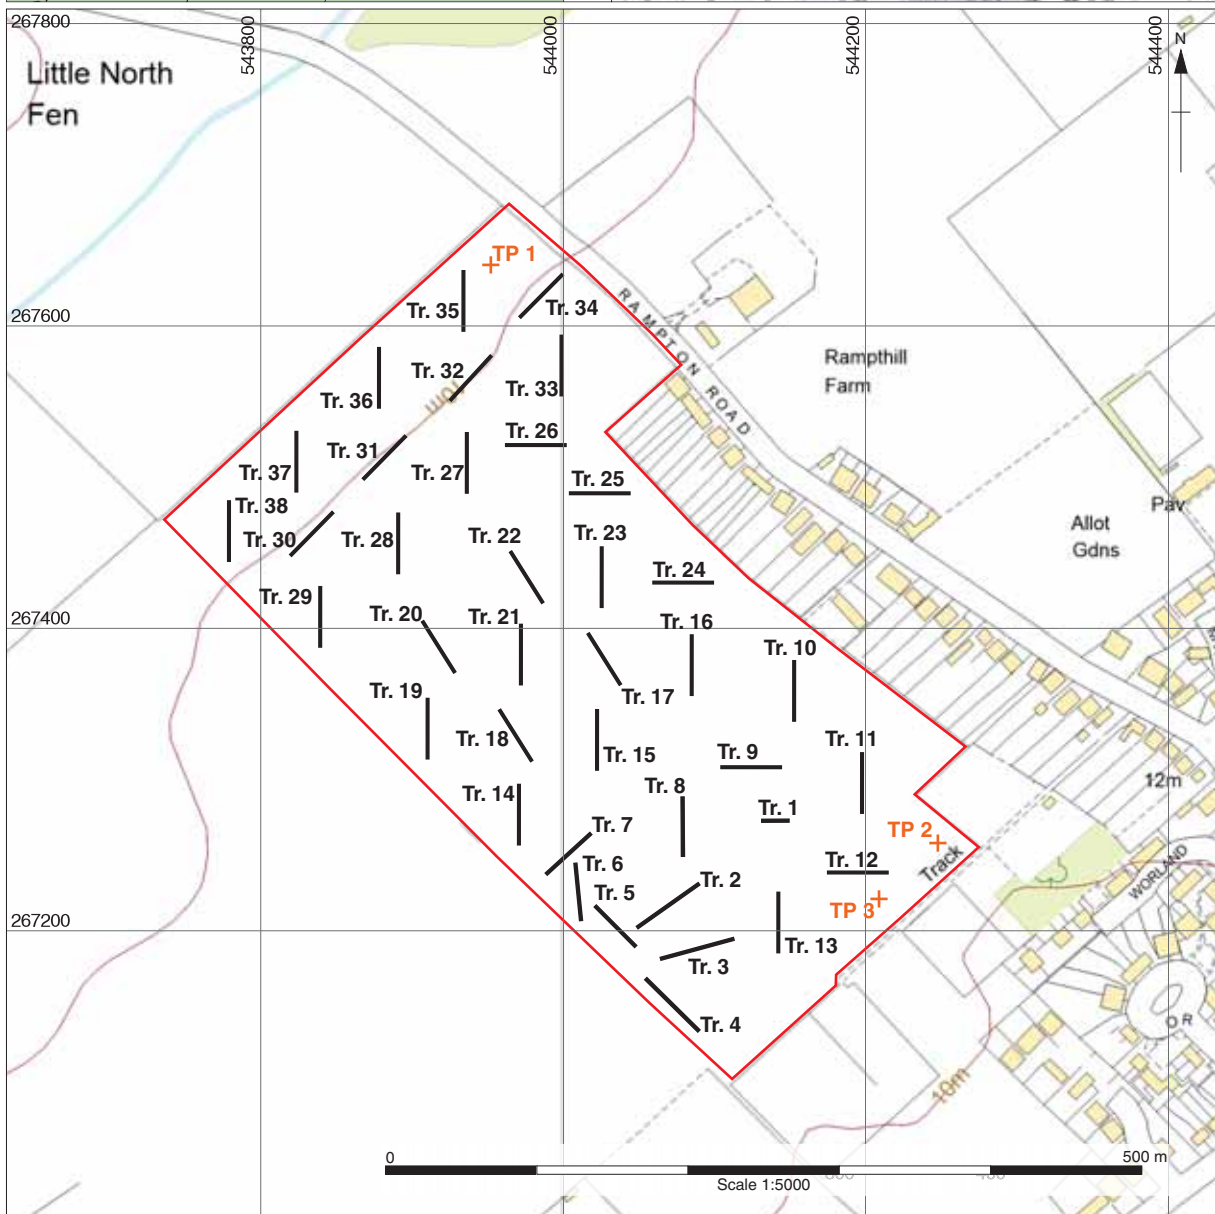 267800
543800
544000
544200
544400
N
Little North
Fen
TP 1
Tr. 35
Tr. 34
267600
RAMPTON ROAD
Rampthill
Farm
Tr. 32
10m
Tr. 33
Tr. 36
Tr. 26
Tr. 31
Tr. 27
Tr. 37
Tr. 25
Tr. 38
Pav
Allot
Gdns
Tr. 30
Tr. 28
Tr. 22
Tr. 23
Tr. 24
Tr. 29
Tr. 20
Tr. 21
Tr. 16
267400
Tr. 10
Tr. 19
Tr. 17
Tr. 18
Tr. 15
Tr. 9
Tr. 11
12m
Tr. 14
Tr. 8
Tr. 1
Tr. 7
TP 2
Track
Tr. 6
Tr. 12
WORLAND
Tr. 5
Tr. 2
TP 3
267200
Tr. 13
Tr. 3
Tr. 4
OR
10m
0
500 m
Scale 1:5000